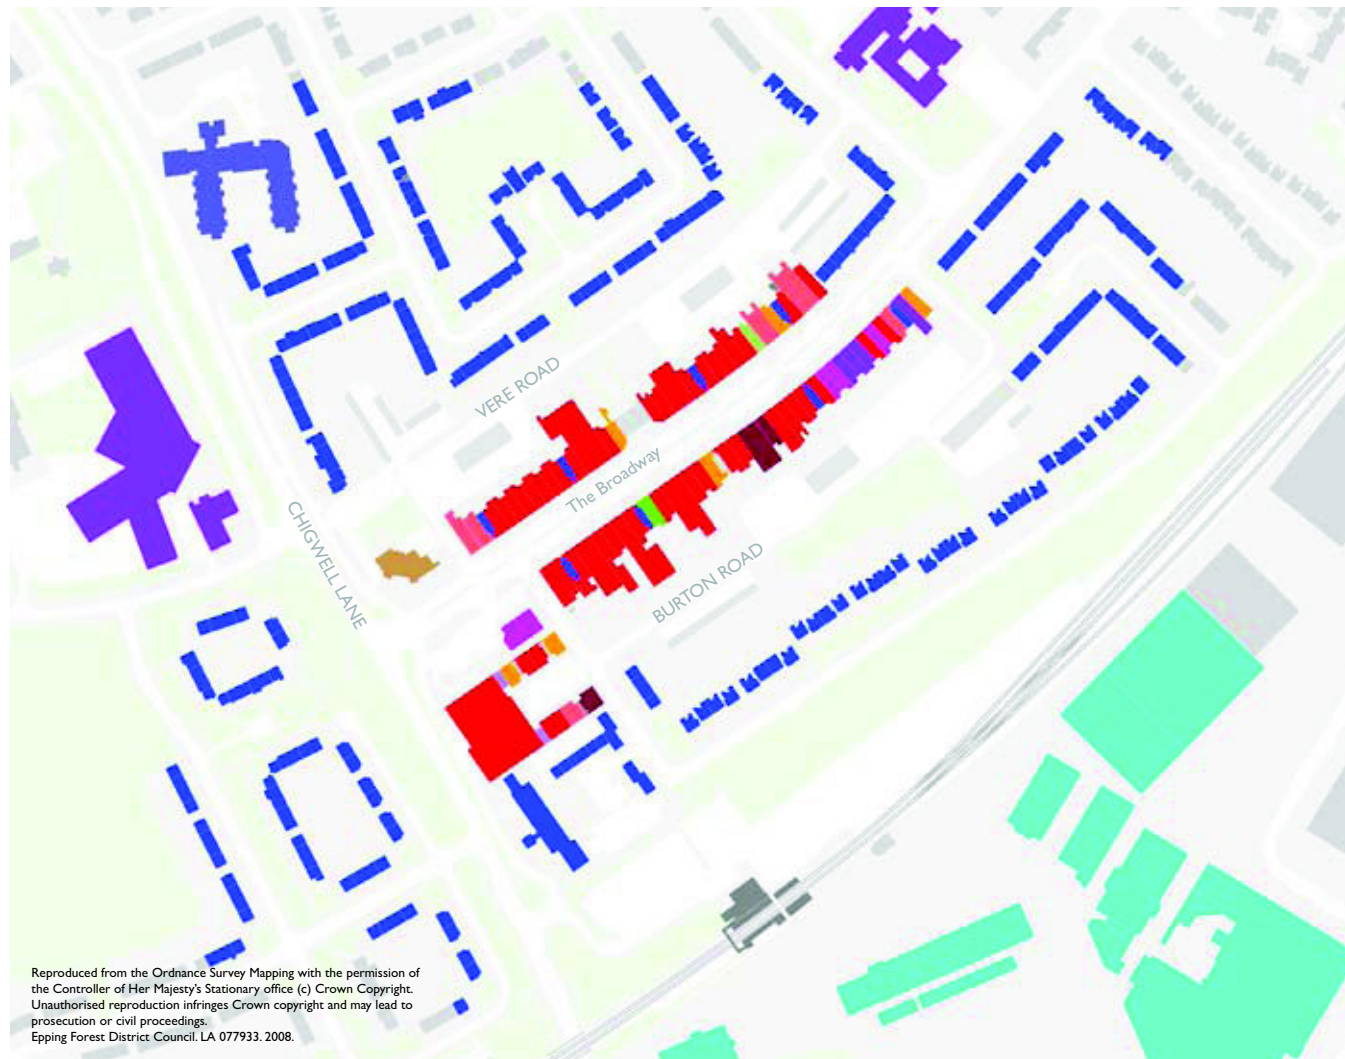 VERE ROAD
The Broadway
CHIGWELL LANE
BURTON ROAD
Reproduced from the Ordnance Survey Mapping with the permission of
the Controller of Her Majesty's Stationary office (c) Crown Copyright.
Unauthorised reproduction infringes Crown copyright and may lead to
prosecution or civil proceedings.
Epping Forest District Council. LA 077933. 2008.